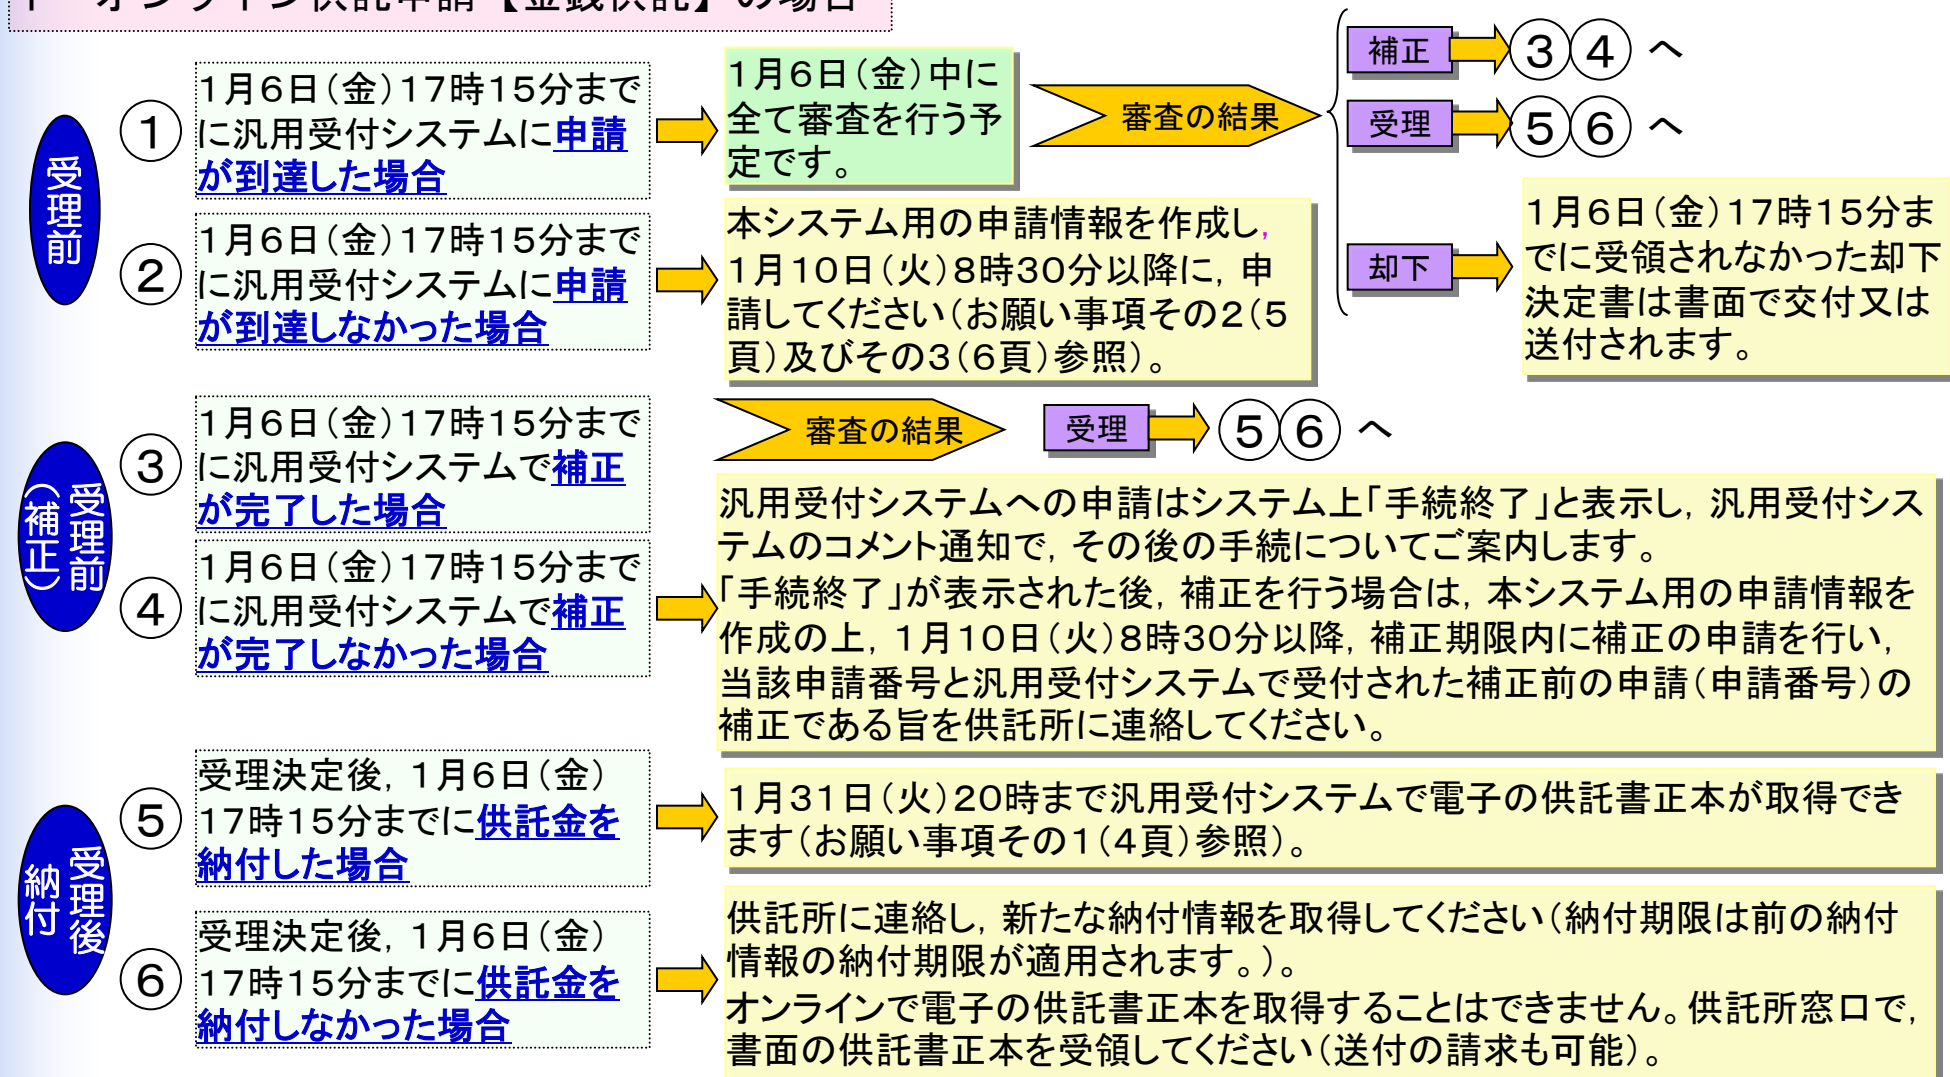 1 オンライン供託申請【金銭供託】の場合
受理前
①
1月6日(金)17時15分まで
に汎用受付システムに申請
が到達した場合
1月6日(金)中に
全て審査を行う予
定です。
審査の結果
補正
③④ へ
受理
⑤⑥ へ
却下
1月6日(金)17時15分ま
でに受領されなかった却下
決定書は書面で交付又は
送付されます。
②
1月6日(金)17時15分まで
に汎用受付システムに申請
が到達しなかった場合
本システム用の申請情報を作成し,
1月10日(火)8時30分以降に, 申
請してください(お願い事項その2(5
頁)及びその3(6頁)参照)。
受理前
(補正)
③
1月6日(金)17時15分まで
に汎用受付システムで補正
が完了した場合
審査の結果
受理
⑤⑥ へ
④
1月6日(金)17時15分まで
に汎用受付システムで補正
が完了しなかった場合
汎用受付システムへの申請はシステム上「手続終了」と表示し, 汎用受付シス
テムのコメント通知で, その後の手続についてご案内します。
「手続終了」が表示された後, 補正を行う場合は, 本システム用の申請情報を
作成の上, 1月10日(火)8時30分以降, 補正期限内に補正の申請を行い,
当該申請番号と汎用受付システムで受付された補正前の申請(申請番号)の
補正である旨を供託所に連絡してください。
受理後
納付
⑤
受理決定後, 1月6日(金)
17時15分までに供託金を
納付した場合
1月31日(火)20時まで汎用受付システムで電子の供託書正本が取得でき
ます(お願い事項その1(4頁)参照)。
⑥
受理決定後, 1月6日(金)
17時15分までに供託金を
納付しなかった場合
供託所に連絡し, 新たな納付情報を取得してください(納付期限は前の納付
情報の納付期限が適用されます。)。
オンラインで電子の供託書正本を取得することはできません。供託所窓口で,
書面の供託書正本を受領してください(送付の請求も可能)。